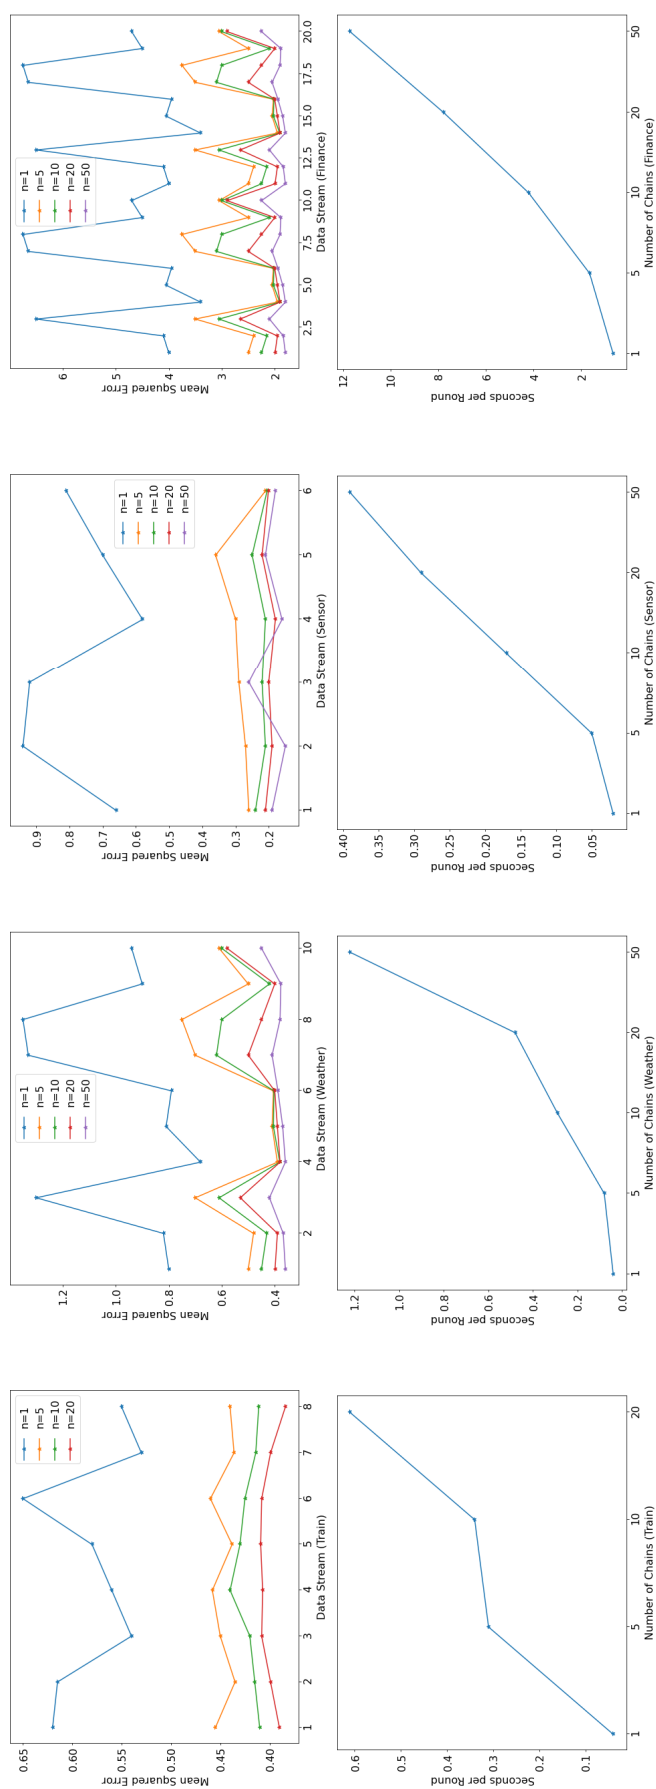 Mean Squared Error
0.65
0.60
0.55
0.50
0.45
0.40
n=1
n=5
n=10
n=20
1 2 3 4 5 6 7 8
Data Stream (Train)
Mean Squared Error
1.2
1.0
0.8
0.6
0.4
n=1
n=5
n=10
n=20
n=50
2 4 6 8 10
Data Stream (Weather)
Mean Squared Error
0.9
0.8
0.7
0.6
0.5
0.4
0.3
0.2
n=1
n=5
n=10
n=20
n=50
1 2 3 4 5 6
Data Stream (Sensor)
Mean Squared Error
6
5
4
3
2
n=1
n=5
n=10
n=20
n=50
2.5 5.0 7.5 10.0 12.5 15.0 17.5 20.0
Data Stream (Finance)
Seconds per Round
0.6
0.5
0.4
0.3
0.2
0.1
1 5 10 20
Number of Chains (Train)
Seconds per Round
1.2
1.0
0.8
0.6
0.4
0.2
0.0
1 5 10 20 50
Number of Chains (Weather)
Seconds per Round
0.40
0.35
0.30
0.25
0.20
0.15
0.10
0.05
1 5 10 20 50
Number of Chains (Sensor)
Seconds per Round
12
10
8
6
4
2
1 5 10 20 50
Number of Chains (Finance)